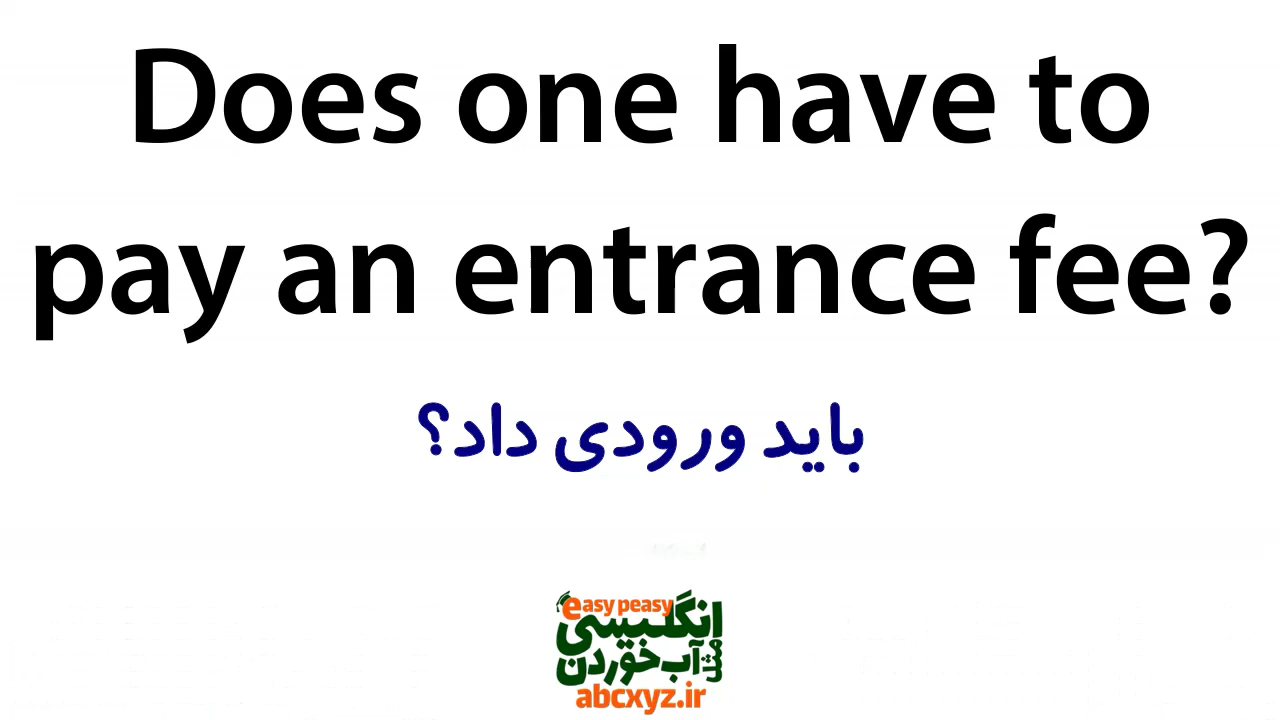 Does one have to
pay an entrance fee?
باید ورودی داد؟
easy peasy
انگلیسی
مثل آب خوردن
abcxyz.ir